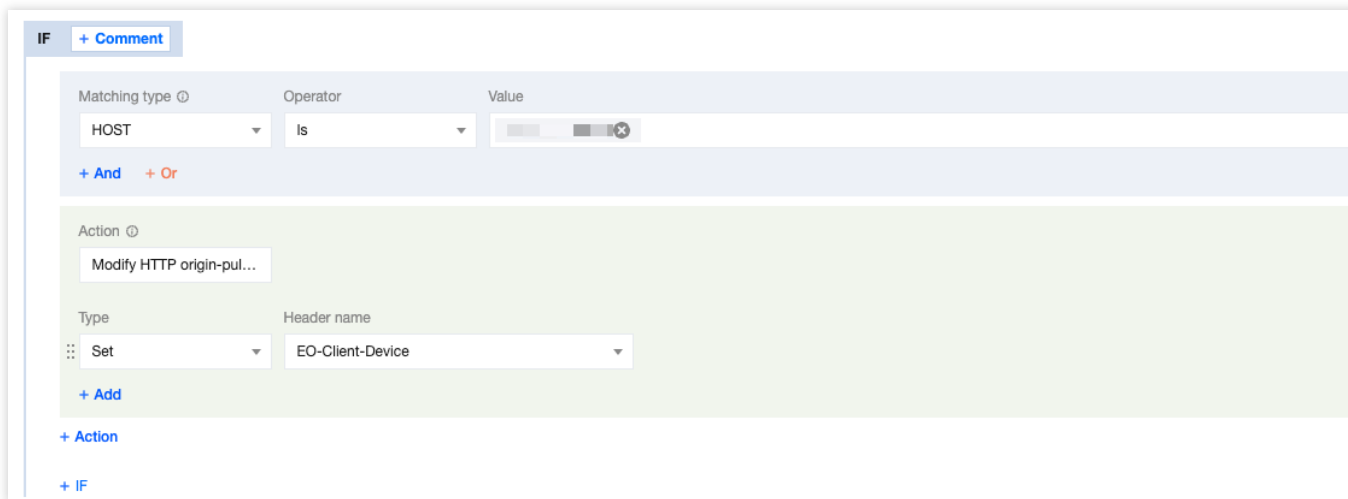 IF + Comment
Matching type Operator Value
HOST Is
+ And + Or
Action
Modify HTTP origin-pul...
Type Header name
Set EO-Client-Device
+ Add
+ Action
+ IF